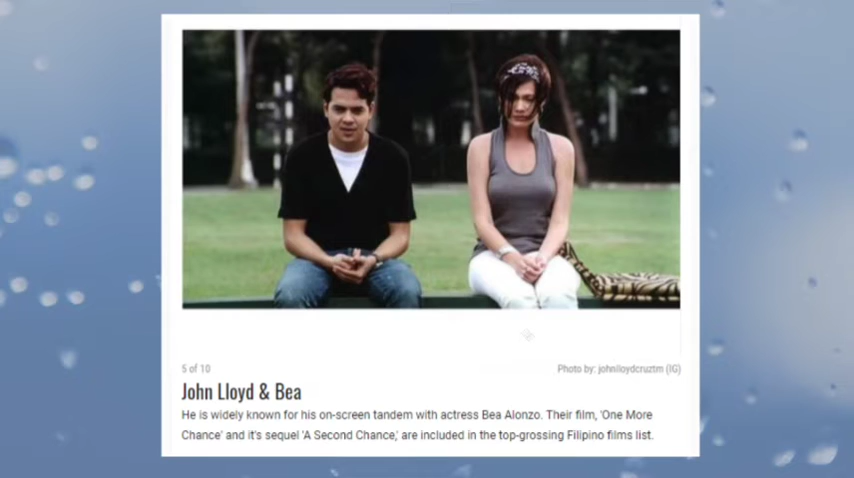 5 of 10
Photo by: johnlloydcruztm (IG)
John Lloyd & Bea
He is widely known for his on-screen tandem with actress Bea Alonzo. Their film, 'One More
Chance' and it's sequel 'A Second Chance,' are included in the top-grossing Filipino films list.